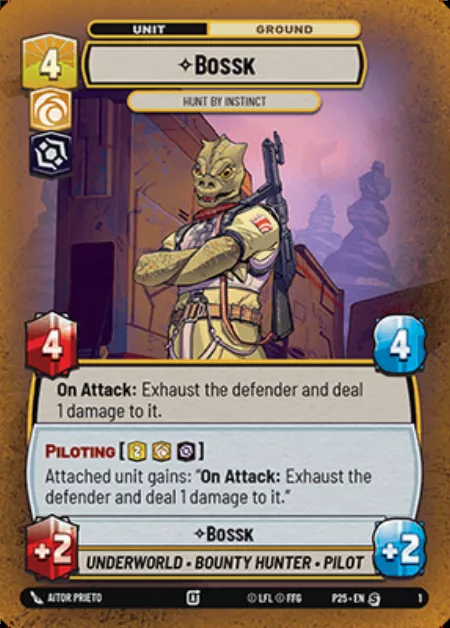 UNIT
GROUND
4
BOSSK
HUNT BY INSTINCT
4
4
On Attack: Exhaust the defender and deal
1 damage to it.
PILOTING [2]
Attached unit gains: “On Attack: Exhaust the
defender and deal 1 damage to it.”
BOSSK
+2
+2
UNDERWORLD • BOUNTY HUNTER • PILOT
AITOR PRIETO
© LFL © FFG
P25 • EN
1